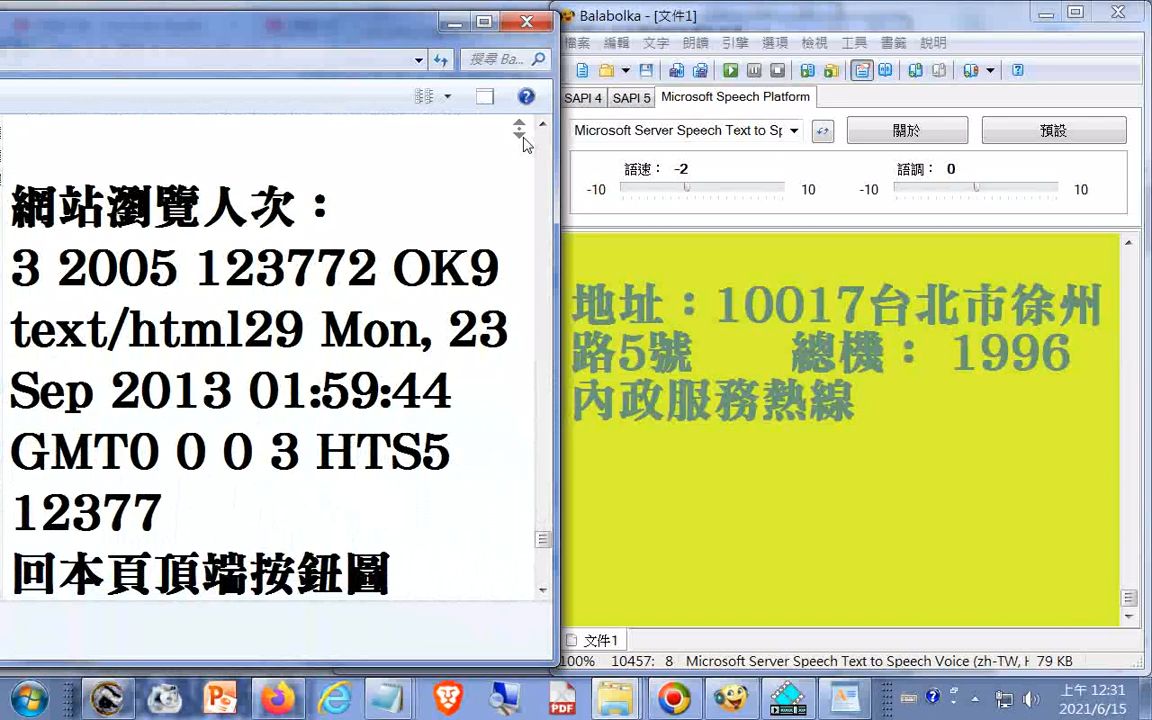 搜尋 Ba...
網站瀏覽人次：
3 2005 123772 OK9
text/html29 Mon, 23
Sep 2013 01:59:44
GMT0 0 0 3 HTS5
12377
回本頁頂端按鈕圖
Balabolka - [文件1]
檔案 編輯 文字 朗讀 引擎 選項 檢視 工具 書籤 說明
SAPI 4 SAPI 5 Microsoft Speech Platform
Microsoft Server Speech Text to Sp
關於 預設
語速： -2 語調： 0
-10 10 -10 10
地址：10017台北市徐州
路5號 總機： 1996
內政服務熱線
文件1
100% 10457: 8 Microsoft Server Speech Text to Speech Voice (zh-TW, H 79 KB
PDF
上午 12:31
2021/6/15